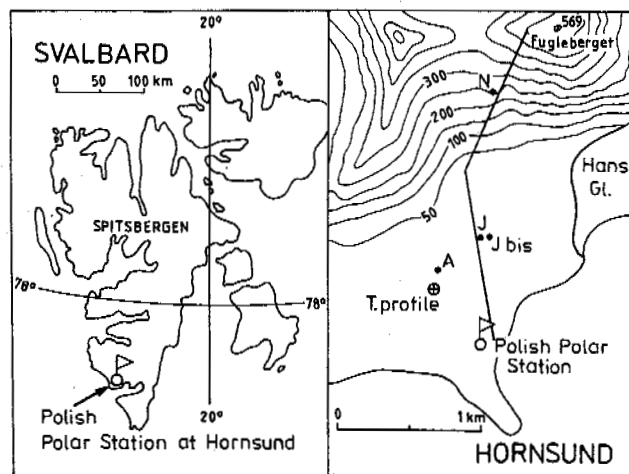 20°
SVALBARD
0 50 100 km
SPITSBERGEN
78°
78°
20°
Polish
Polar Station at Hornsund
569
Fugleberget
N
300
200
100
50
Hans
Gl.
J
J bis
A
T.profile
Polish Polar
Station
0 1 km
HORNSUND